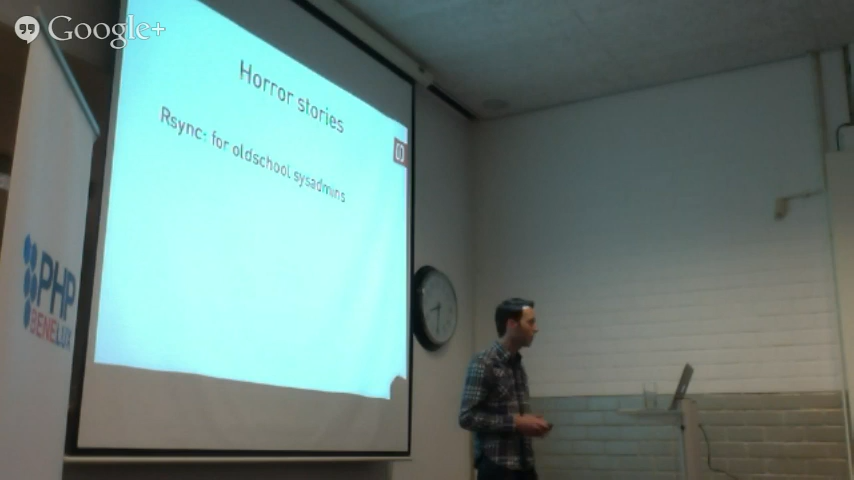 Google+
Horror stories
Rsync: for oldschool sysadmins
PHP
BENELUX